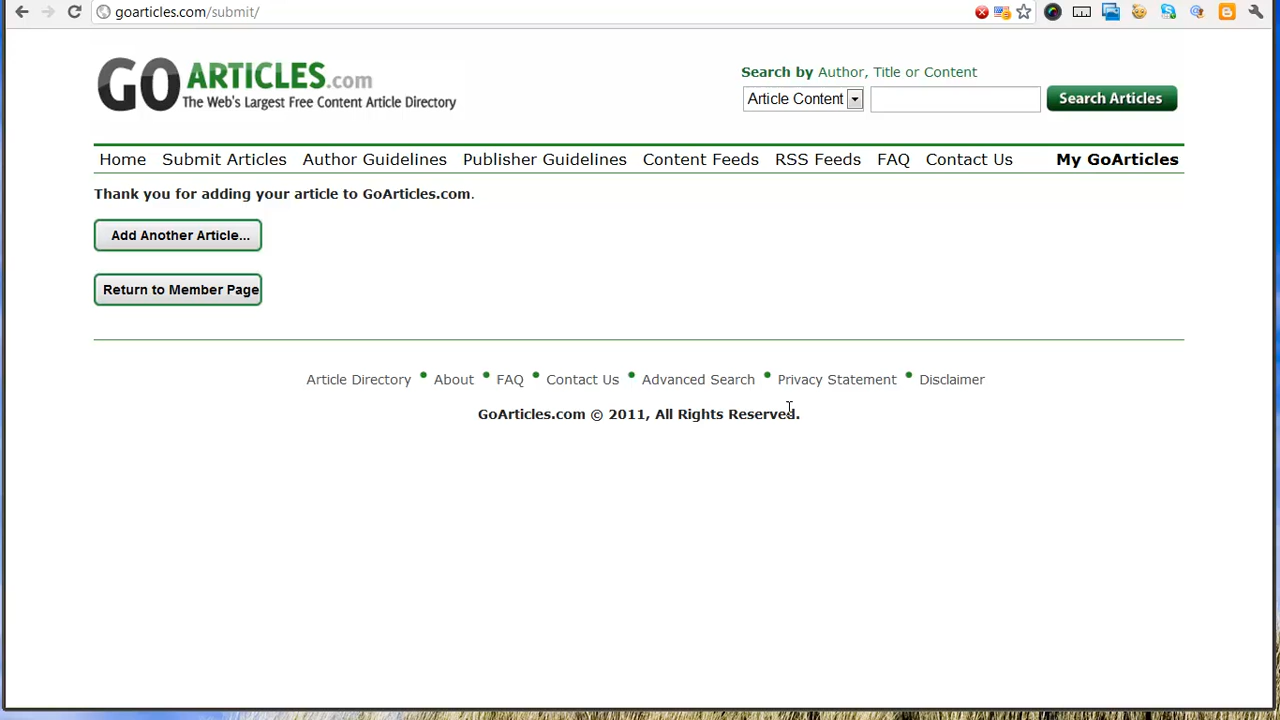 goarticles.com/submit/
GOARTICLES.com
The Web's Largest Free Content Article Directory
Search by Author, Title or Content
Article Content
Search Articles
Home Submit Articles Author Guidelines Publisher Guidelines Content Feeds RSS Feeds FAQ Contact Us My GoArticles
Thank you for adding your article to GoArticles.com.
Add Another Article...
Return to Member Page
Article Directory • About • FAQ • Contact Us • Advanced Search • Privacy Statement • Disclaimer
GoArticles.com © 2011, All Rights Reserved.